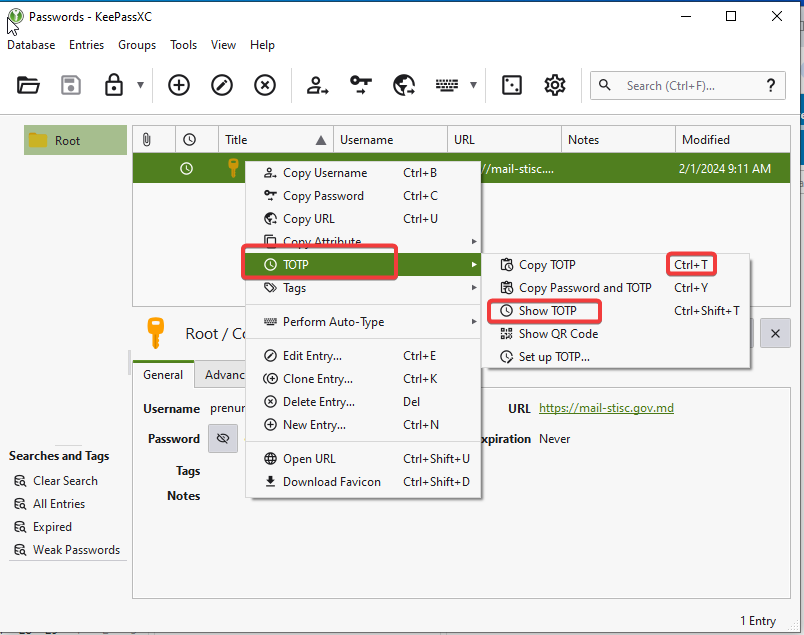 Passwords - KeePassXC
Database Entries Groups Tools View Help
Search (Ctrl+F)... ?
Root
Title Username URL Notes Modified
//mail-stisc.... 2/1/2024 9:11 AM
Copy Username Ctrl+B
Copy Password Ctrl+C
Copy URL Ctrl+U
Copy Attribute
TOTP
Tags
Perform Auto-Type
Edit Entry... Ctrl+E
Clone Entry... Ctrl+K
Delete Entry... Del
New Entry... Ctrl+N
Open URL Ctrl+Shift+U
Download Favicon Ctrl+Shift+D
Copy TOTP Ctrl+T
Copy Password and TOTP Ctrl+Y
Show TOTP Ctrl+Shift+T
Show QR Code
Set up TOTP...
Root / Co
General Advanc
Username prenur
URL https://mail-stisc.gov.md
Password
xpiration Never
Tags
Notes
Searches and Tags
Clear Search
All Entries
Expired
Weak Passwords
1 Entry